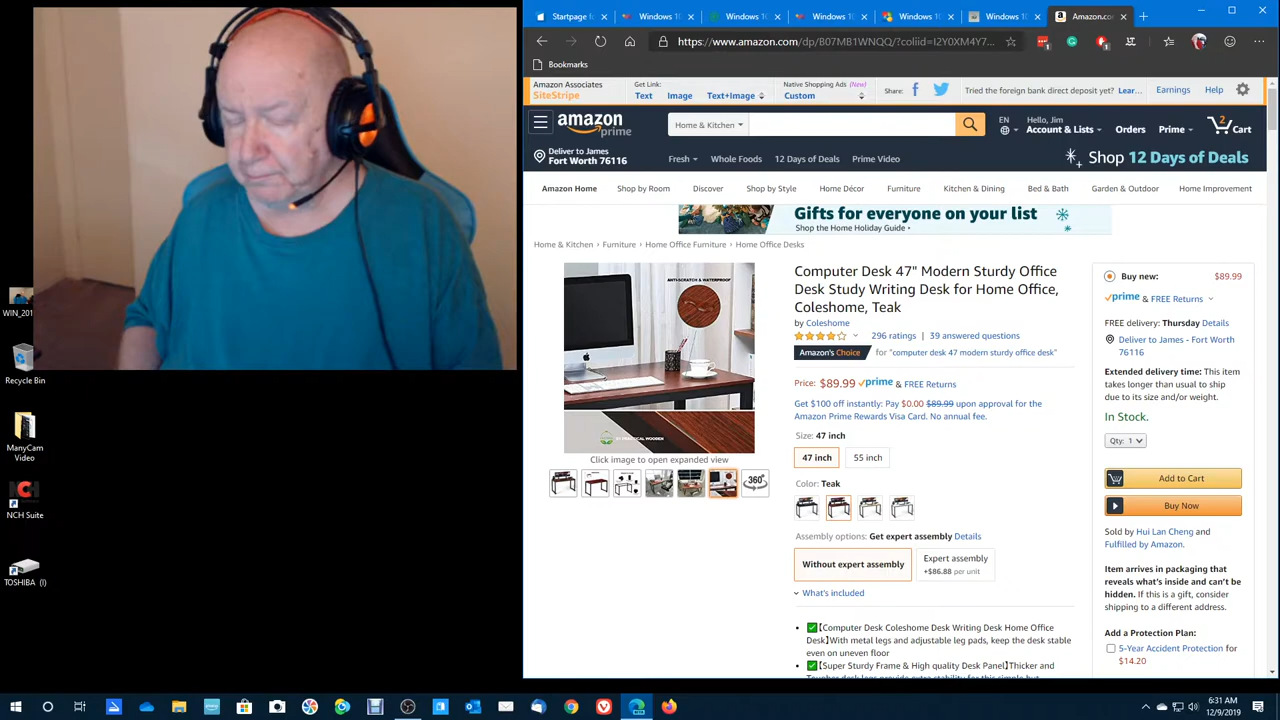 Startpage f
Windows 1
Windows 1
Windows 1
Windows 1
Windows 1
Amazon.co
https://www.amazon.com/dp/B07MB1WNQQ/?coliid=I2Y0XM4Y7...
Bookmarks
Amazon Associates
SiteStripe
Get Link:
Text
Image
Text+Image
Native Shopping Ads (New)
Custom
Share:
Tried the foreign bank direct deposit yet? Lear...
Earnings
Help
amazon
prime
Home & Kitchen
EN
Hello, Jim
Account & Lists
Orders
Prime
2
Cart
Deliver to James
Fort Worth 76116
Fresh
Whole Foods
12 Days of Deals
Prime Video
Shop 12 Days of Deals
Amazon Home
Shop by Room
Discover
Shop by Style
Home Décor
Furniture
Kitchen & Dining
Bed & Bath
Garden & Outdoor
Home Improvement
Gifts for everyone on your list
Shop the Home Holiday Guide
Home & Kitchen › Furniture › Home Office Furniture › Home Office Desks
ANTI-SCRATCH & WATERPROOF
Click image to open expanded view
360°
Computer Desk 47" Modern Sturdy Office
Desk Study Writing Desk for Home Office,
Coleshome, Teak
by Coleshome
296 ratings | 39 answered questions
Amazon's Choice for "computer desk 47 modern sturdy office desk"
Price: $89.99 prime & FREE Returns
Get $100 off instantly: Pay $0.00 $89.99 upon approval for the
Amazon Prime Rewards Visa Card. No annual fee.
Size: 47 inch
47 inch
55 inch
Color: Teak
Assembly options: Get expert assembly Details
Without expert assembly
Expert assembly
+$86.88 per unit
What's included
• ✅【Computer Desk Coleshome Desk Writing Desk Home Office
Desk】With metal legs and adjustable leg pads, keep the desk stable
even on uneven floor
• ✅【Super Sturdy Frame & High quality Desk Panel】Thicker and
Buy new: $89.99
prime & FREE Returns
FREE delivery: Thursday Details
Deliver to James - Fort Worth
76116
Extended delivery time: This item
takes longer than usual to ship
due to its size and/or weight.
In Stock.
Qty: 1
Add to Cart
Buy Now
Sold by Hui Lan Cheng and
Fulfilled by Amazon.
Item arrives in packaging that
reveals what's inside and can't be
hidden. If this is a gift, consider
shipping to a different address.
Add a Protection Plan:
5-Year Accident Protection for
$14.20
WIN_201
Recycle Bin
ManyCam
Video
NCH Suite
TOSHIBA (I)
6:31 AM
12/9/2019